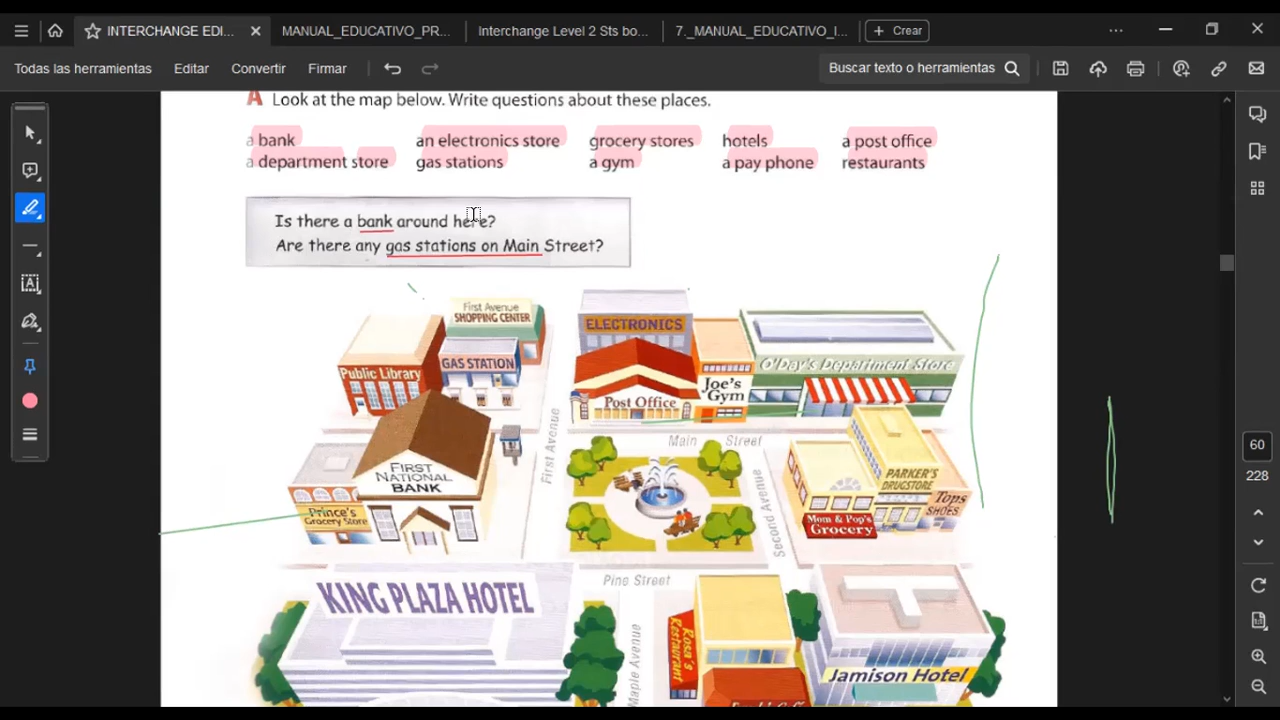 INTERCHANGE EDI...
MANUAL_EDUCATIVO_PR...
Interchange Level 2 Sts bo...
7._MANUAL_EDUCATIVO_I...
+ Crear
Todas las herramientas
Editar
Convertir
Firmar
Buscar texto o herramientas
A Look at the map below. Write questions about these places.
a bank an electronics store grocery stores hotels a post office
a department store gas stations a gym a pay phone restaurants
Is there a bank around here?
Are there any gas stations on Main Street?
First Avenue
SHOPPING CENTER
ELECTRONICS
GAS STATION
Public Library
Post Office
Joe's
Gym
O'Day's Department Store
Main Street
First Avenue
Second Avenue
FIRST
NATIONAL
BANK
Prince's
Grocery Store
PARKER'S
DRUGSTORE
Tops
SHOES
Mom & Pop's
Grocery
Pine Street
KING PLAZA HOTEL
Maple Avenue
Rosa's
Restaurant
Jamison Hotel
60
228